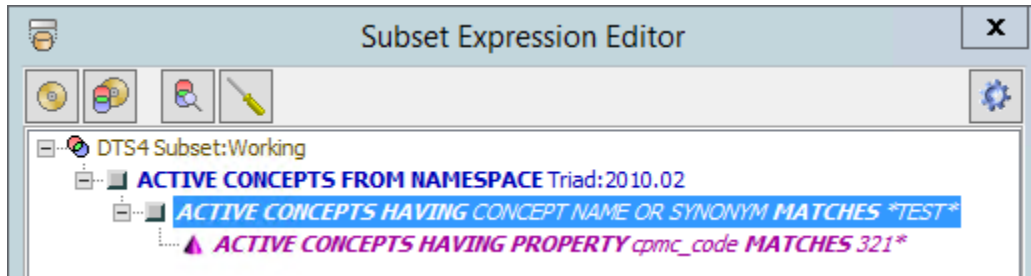 Subset Expression Editor
x
DTS4 Subset:Working
ACTIVE CONCEPTS FROM NAMESPACE Triad:2010.02
ACTIVE CONCEPTS HAVING CONCEPT NAME OR SYNONYM MATCHES *TEST*
ACTIVE CONCEPTS HAVING PROPERTY cpmc_code MATCHES 321*